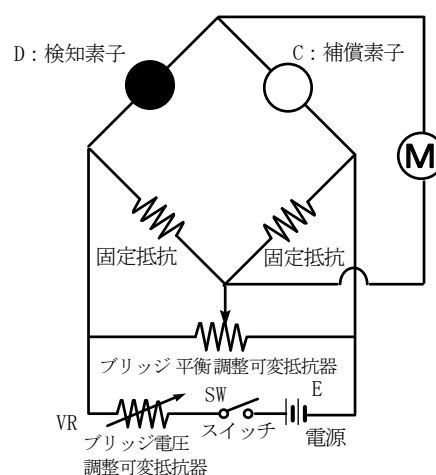 D：検知素子
C：補償素子
M
固定抵抗
固定抵抗
ブリッジ平衡調整可変抵抗器
SW
E
VR
スイッチ
電源
ブリッジ電圧
調整可変抵抗器